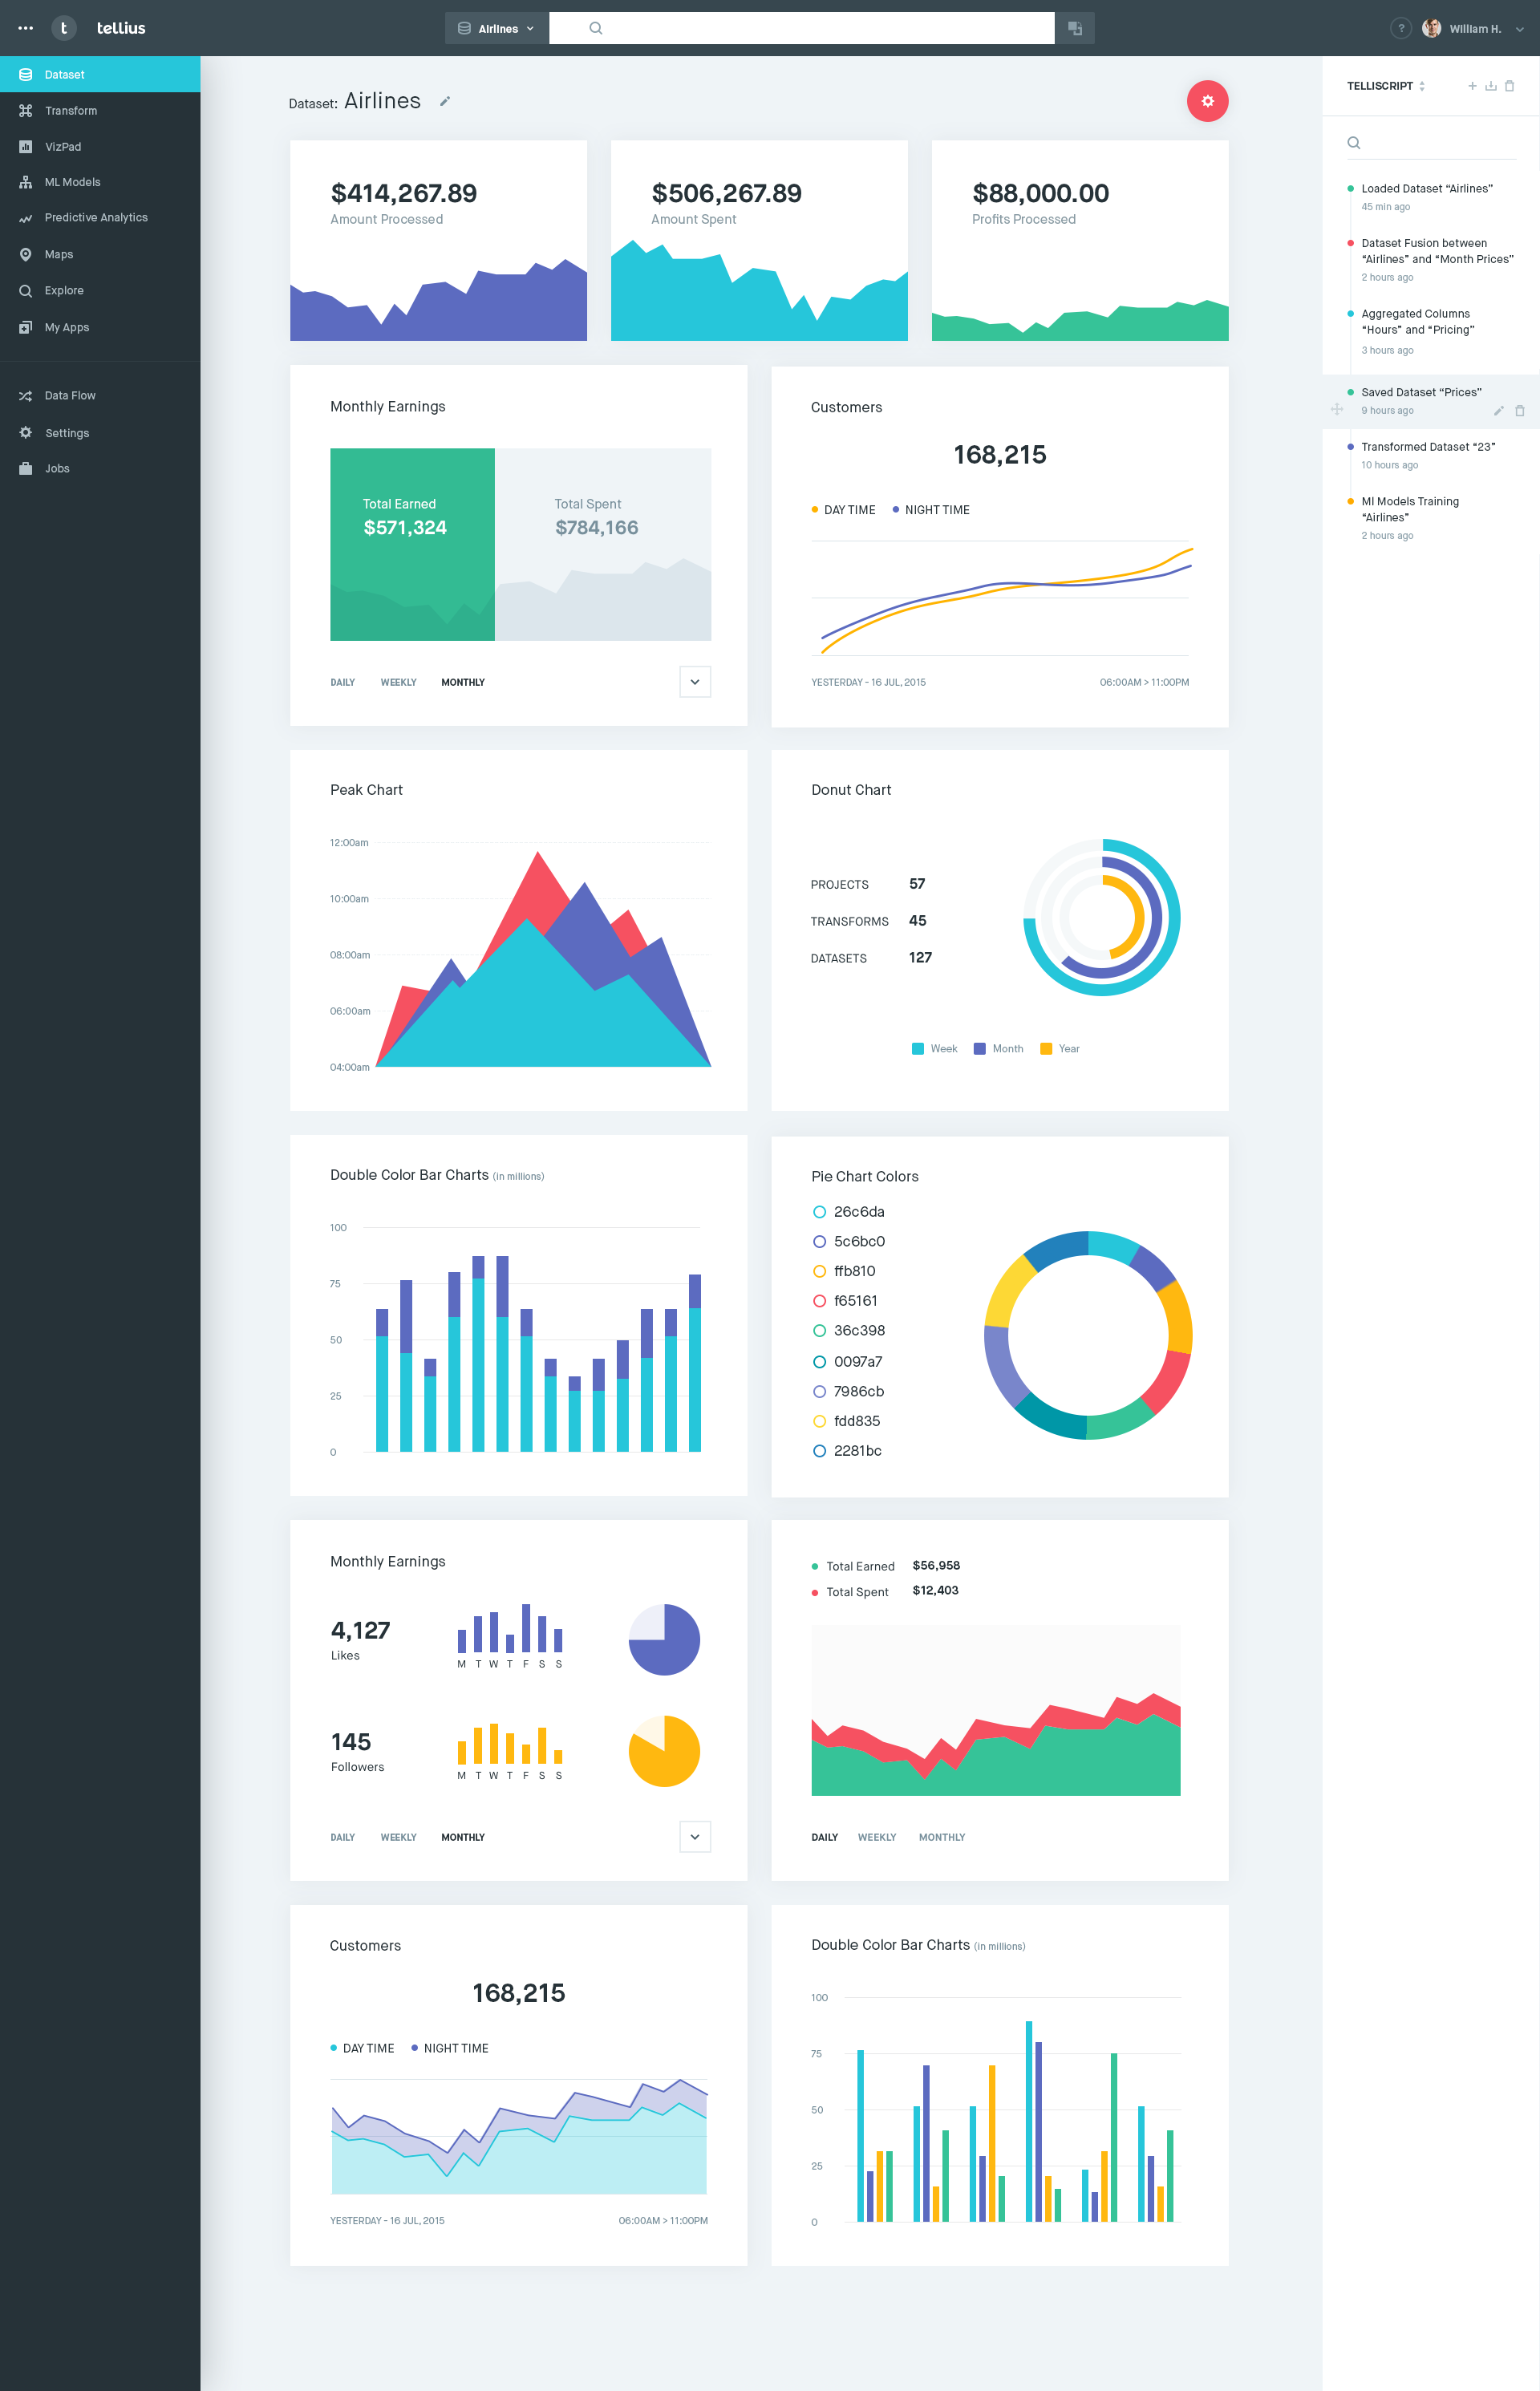 t
tellius
Airlines
?
William H.
Dataset
Transform
VizPad
ML Models
Predictive Analytics
Maps
Explore
My Apps
Data Flow
Settings
Jobs
Dataset: Airlines
$414,267.89
Amount Processed
$506,267.89
Amount Spent
$88,000.00
Profits Processed
Monthly Earnings
Total Earned
$571,324
Total Spent
$784,166
DAILY WEEKLY MONTHLY
Customers
168,215
DAY TIME NIGHT TIME
YESTERDAY - 16 JUL, 2015 06:00AM > 11:00PM
Peak Chart
12:00am
10:00am
08:00am
06:00am
04:00am
Donut Chart
PROJECTS 57
TRANSFORMS 45
DATASETS 127
Week Month Year
Double Color Bar Charts (in millions)
100
75
50
25
0
Pie Chart Colors
26c6da
5c6bc0
ffb810
f65161
36c398
0097a7
7986cb
fdd835
2281bc
Monthly Earnings
4,127
Likes
M T W T F S S
145
Followers
M T W T F S S
DAILY WEEKLY MONTHLY
Total Earned $56,958
Total Spent $12,403
DAILY WEEKLY MONTHLY
Customers
168,215
DAY TIME NIGHT TIME
YESTERDAY - 16 JUL, 2015 06:00AM > 11:00PM
Double Color Bar Charts (in millions)
100
75
50
25
0
TELLISCRIPT
Loaded Dataset “Airlines”
45 min ago
Dataset Fusion between
“Airlines” and “Month Prices”
2 hours ago
Aggregated Columns
“Hours” and “Pricing”
3 hours ago
Saved Dataset “Prices”
9 hours ago
Transformed Dataset “23”
10 hours ago
Ml Models Training
“Airlines”
2 hours ago